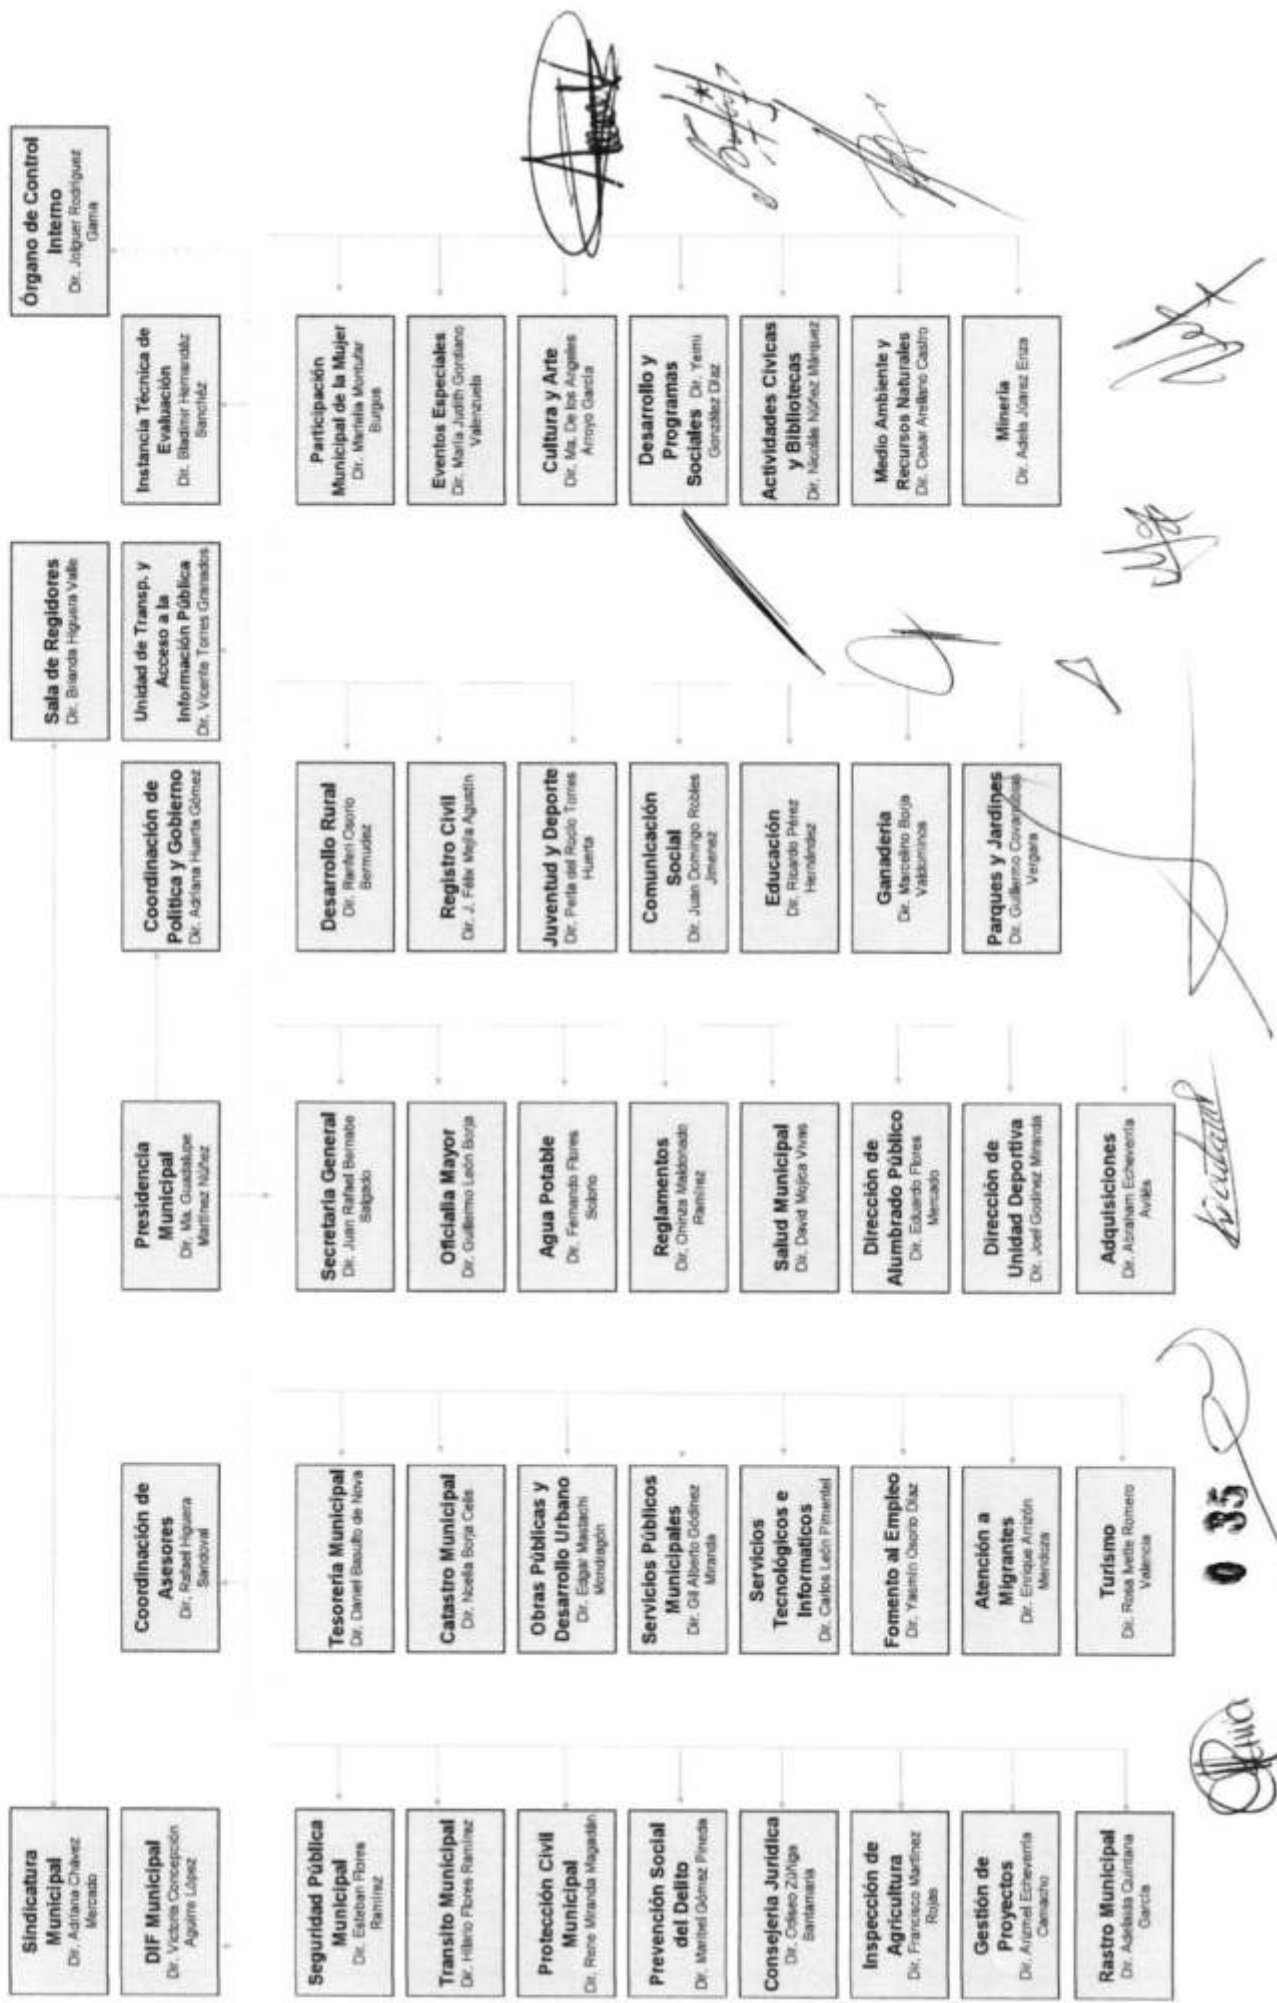 Sindicatura
Municipal
Dir. Adriana Chávez
Mercado
Sala de Regidores
Dir. Brianda Higuera Valle
Órgano de Control
Interno
Dir. Jolguer Rodríguez
Gama
DIF Municipal
Dir. Victoria Concepción
Aguirre López
Coordinación de
Asesores
Dir. Rafael Higuera
Sandoval
Presidencia
Municipal
Dir. Ma. Guadalupe
Martínez Núñez
Coordinación de
Política y Gobierno
Dir. Adriana Huerta Gómez
Unidad de Transp. y
Acceso a la
Información Pública
Dir. Vicente Torres Granados
Instancia Técnica de
Evaluación
Dir. Bladimir Hernandéz
Sanchéz
Seguridad Pública
Municipal
Dir. Esteban Flores
Ramírez
Transito Municipal
Dir. Hilario Flores Ramírez
Protección Civil
Municipal
Dir. Rene Miranda Magadán
Prevención Social
del Delito
Dir. Maribel Gómez Pineda
Consejeria Jurídica
Dir. Odiseo Zúñiga
Santamaría
Inspección de
Agricultura
Dir. Francisco Martínez
Rojas
Gestión de
Proyectos
Dir. Arizmel Echeverría
Camacho
Rastro Municipal
Dir. Adelaida Quintana
García
Tesorería Municipal
Dir. Daniel Basulto de Nova
Catastro Municipal
Dir. Noelia Borja Celis
Obras Públicas y
Desarrollo Urbano
Dir. Edgar Mastachi
Mondragón
Servicios Públicos
Municipales
Dir. Gil Alberto Gódinez
Miranda
Servicios
Tecnológicos e
Informaticos
Dir. Carlos León Pimentel
Fomento al Empleo
Dir. Yasmín Osorio Díaz
Atención a
Migrantes
Dir. Enrique Arrizón
Mendoza
Turismo
Dir. Rosa Ivette Romero
Valencia
Secretaria General
Dir. Juan Rafael Bernabe
Salgado
Oficialia Mayor
Dir. Guillermo León Borja
Agua Potable
Dir. Fernando Flores
Sotorio
Reglamentos
Dir. Oninza Maldonado
Ramírez
Salud Municipal
Dir. David Mojica Vivas
Dirección de
Alumbrado Público
Dir. Eduardo Flores
Mercado
Dirección de
Unidad Deportiva
Dir. Joel Godínez Miranda
Adquisiciones
Dir. Abraham Echeverría
Avilés
Desarrollo Rural
Dir. Ranferi Osorio
Bermudez
Registro Civil
Dir. J. Félix Mejía Agustín
Juventud y Deporte
Dir. Perla del Rocío Torres
Huerta
Comunicación
Social
Dir. Juan Domingo Robles
Jimenez
Educación
Dir. Ricardo Pérez
Hernández
Ganadería
Dir. Marcelino Borja
Valdominos
Parques y Jardines
Dir. Guillermo Covarrubias
Vergara
Participación
Municipal de la Mujer
Dir. Mariella Montufar
Burgos
Eventos Especiales
Dir. María Judith Gordiano
Valenzuela
Cultura y Arte
Dir. Ma. De los Angeles
Arroyo García
Desarrollo y
Programas
Sociales Dir. Yemi
González Díaz
Actividades Cívicas
y Bibliotecas
Dir. Nicolás Núñez Márquez
Medio Ambiente y
Recursos Naturales
Dir. Cesar Arellano Castro
Minería
Dir. Adela Júarez Eriza
0 35